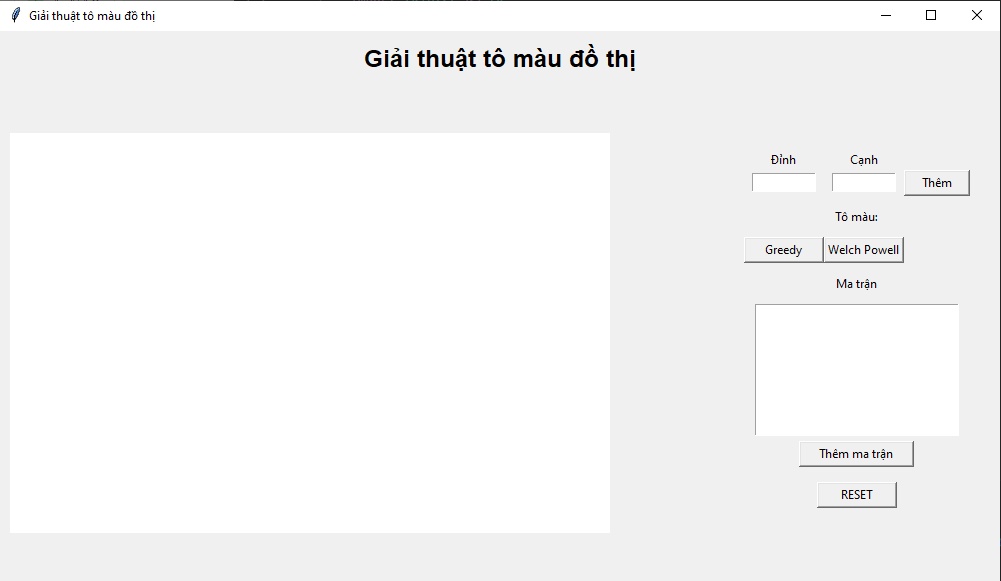 Giải thuật tô màu đồ thị
Giải thuật tô màu đồ thị
Đỉnh Cạnh
Thêm
Tô màu:
Greedy Welch Powell
Ma trận
Thêm ma trận
RESET